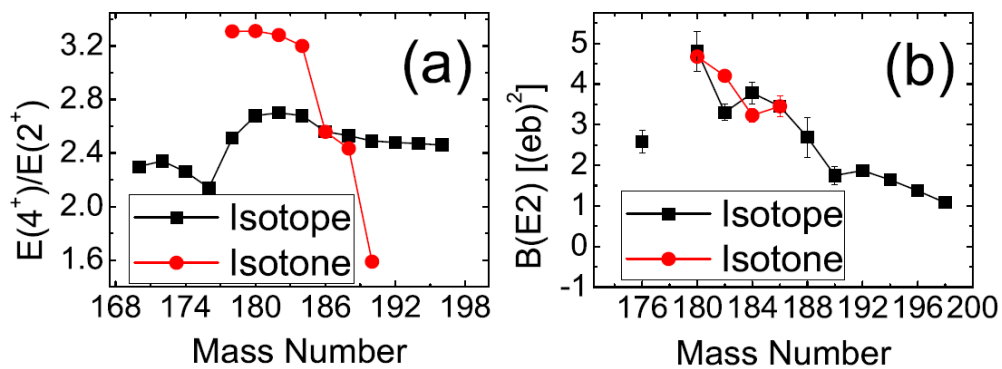 (a)
E(4⁺)/E(2⁺)
3.2
2.8
2.4
2.0
1.6
Isotope
Isotone
168 174 180 186 192 198
Mass Number
(b)
B(E2) [(eb)²]
5
4
3
2
1
0
-1
Isotope
Isotone
176 180 184 188 192 196 200
Mass Number